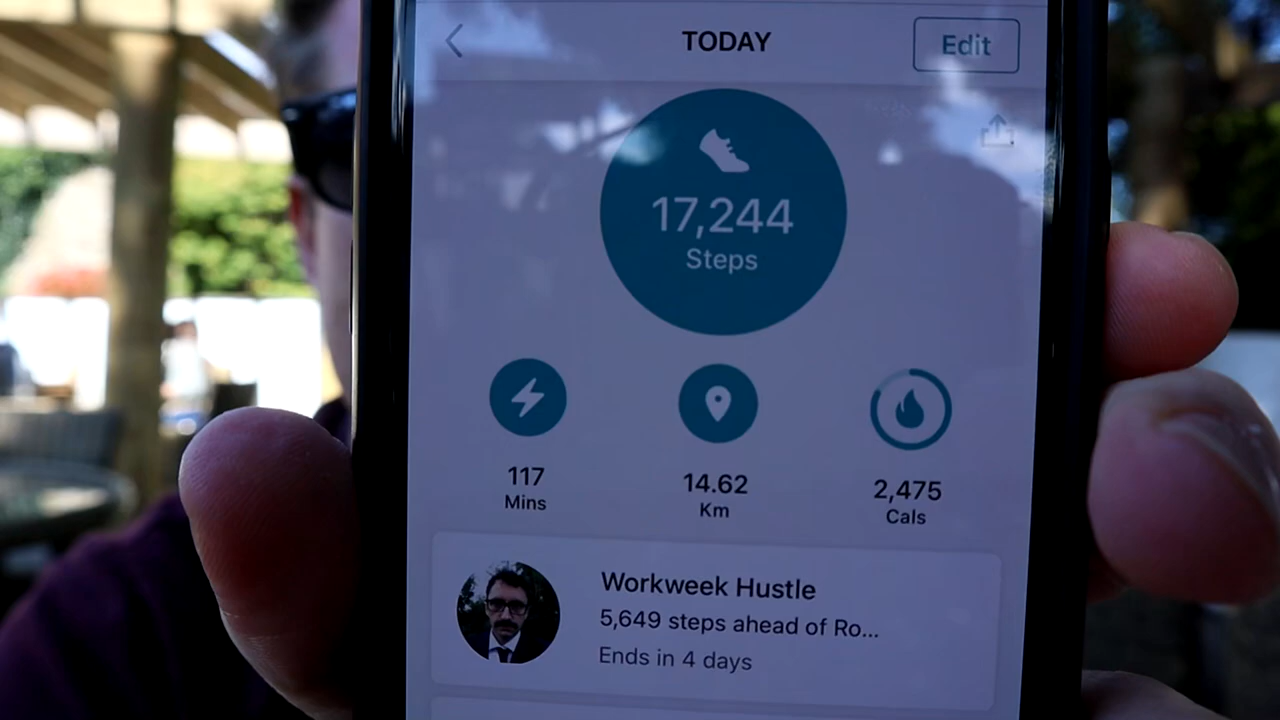 TODAY
Edit
17,244
Steps
117
Mins
14.62
Km
2,475
Cals
Workweek Hustle
5,649 steps ahead of Ro...
Ends in 4 days